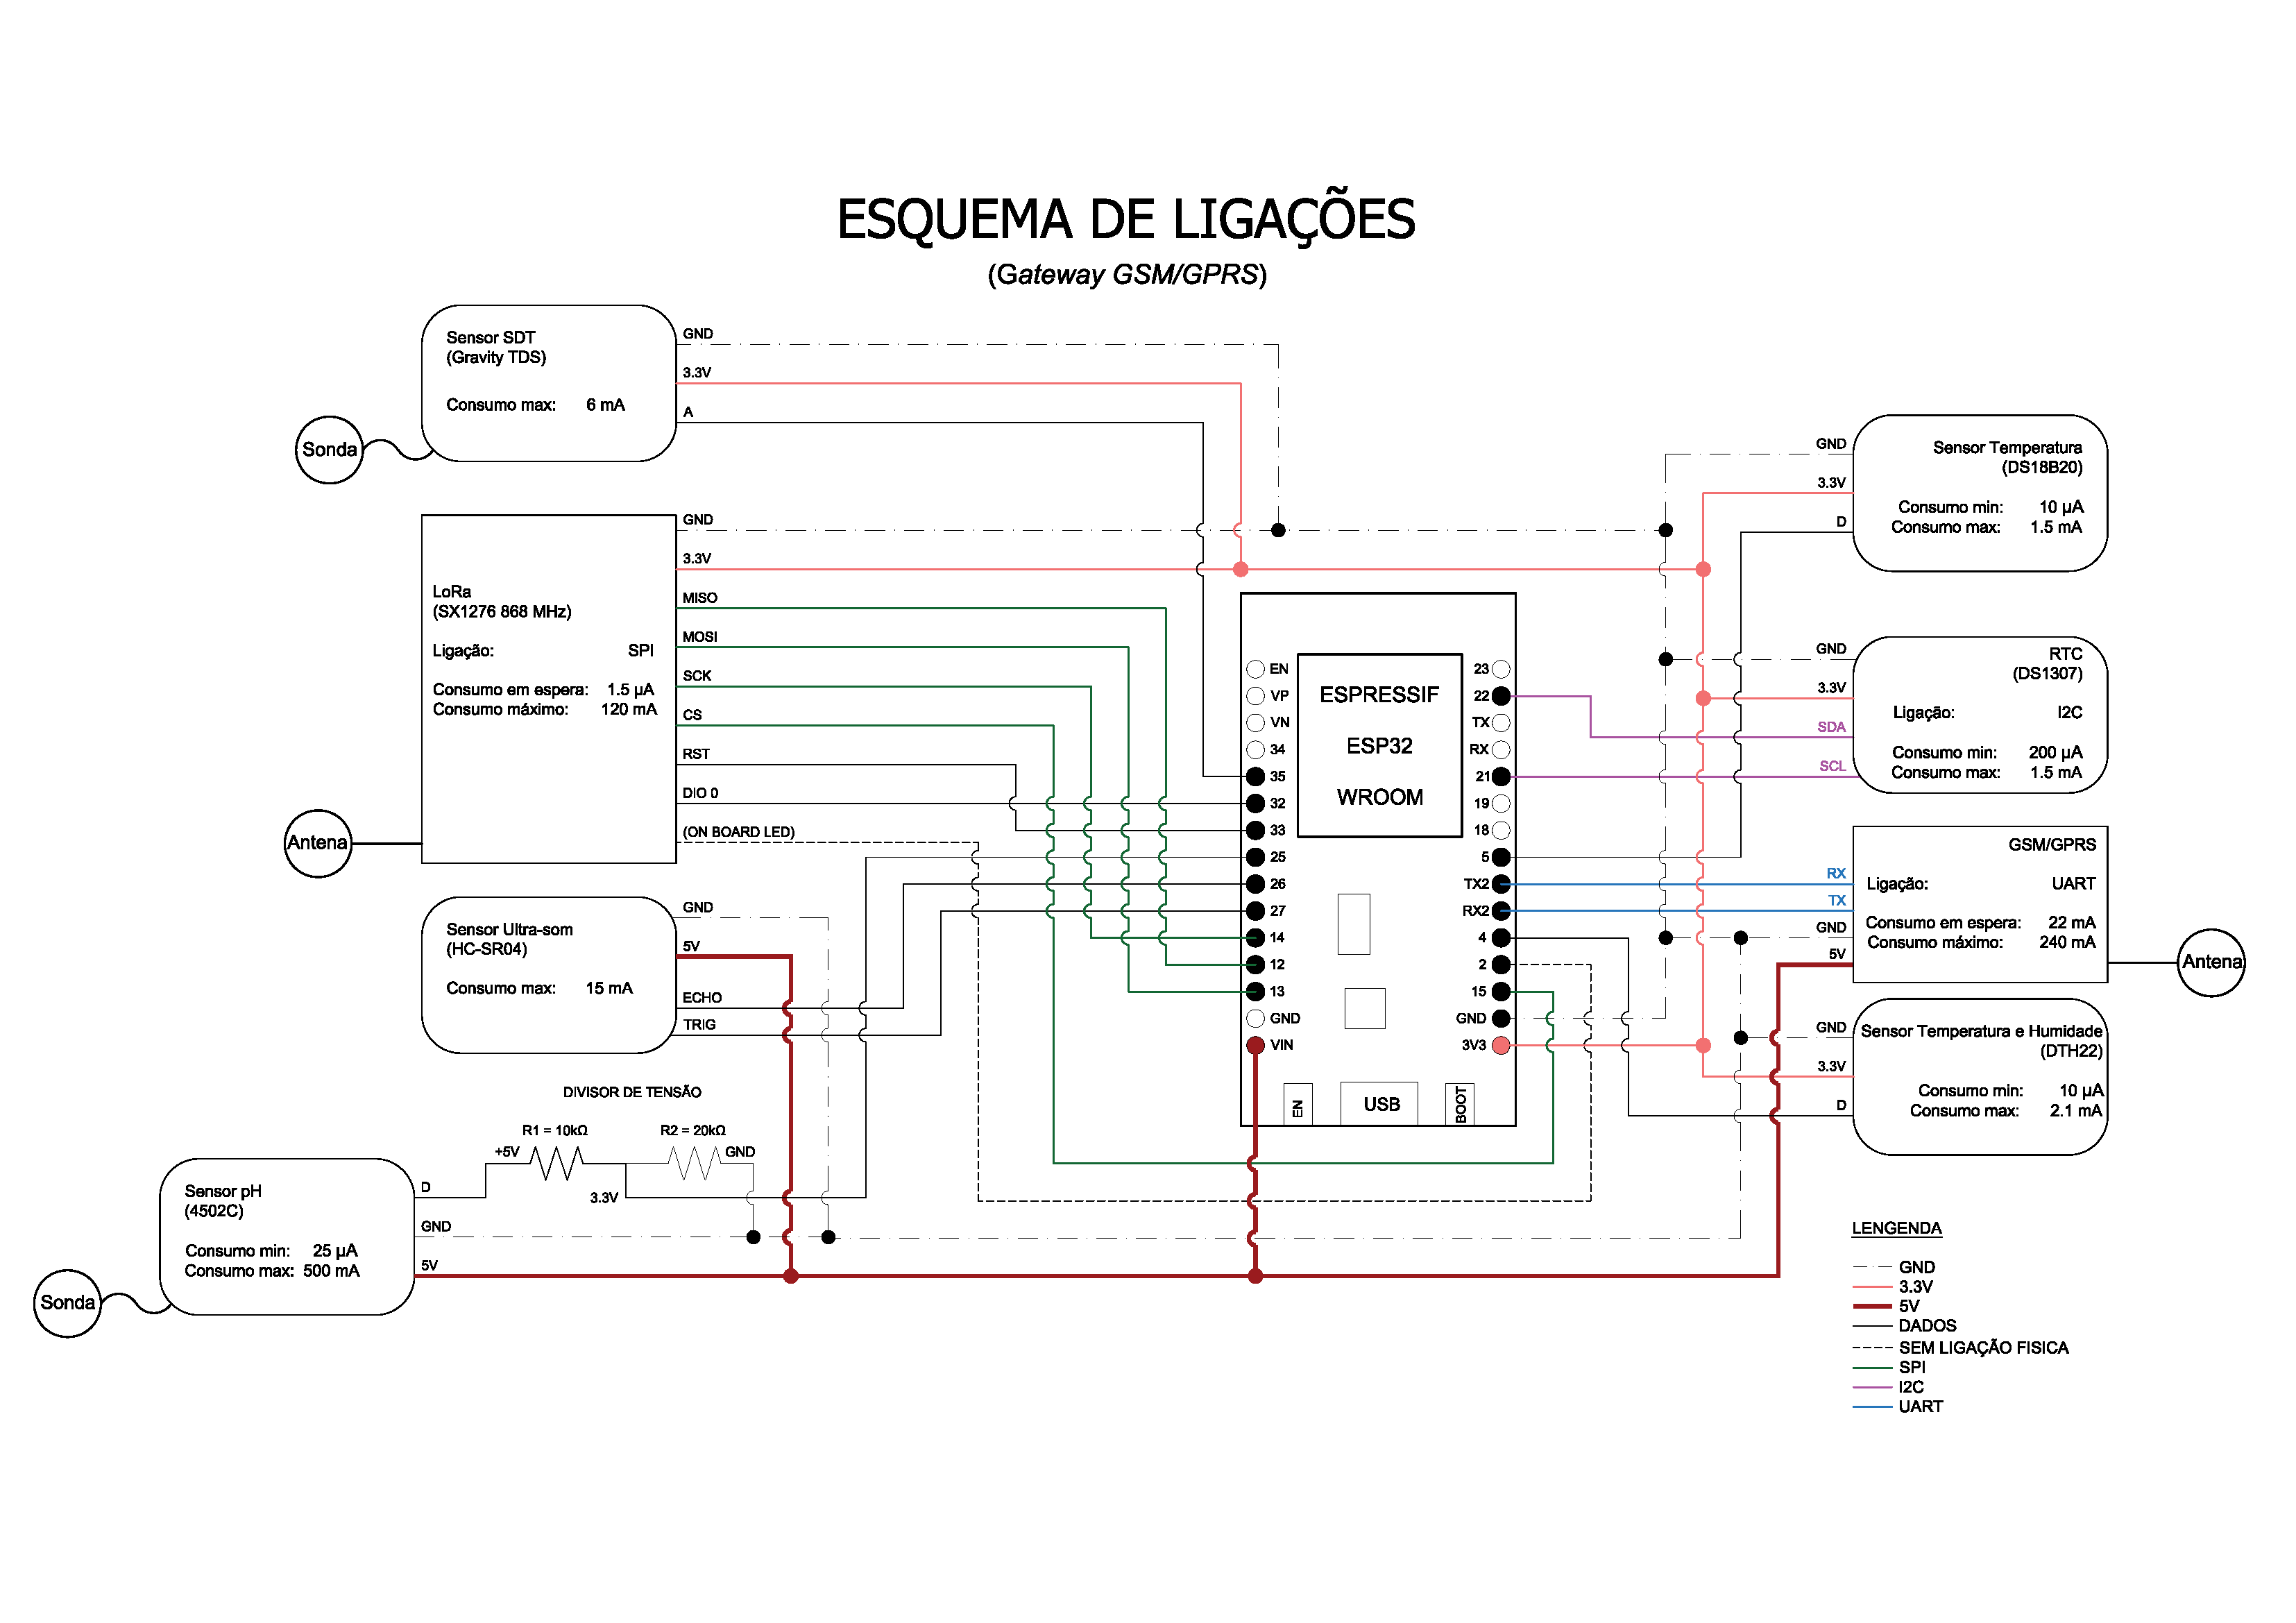 ESQUEMA DE LIGAÇÕES
(Gateway GSM/GPRS)
Sensor SDT
(Gravity TDS)
Consumo max: 6 mA
GND
3.3V
A
Sonda
LoRa
(SX1276 868 MHz)
Ligação: SPI
Consumo em espera: 1.5 µA
Consumo máximo: 120 mA
GND
3.3V
MISO
MOSI
SCK
CS
RST
DIO 0
(ON BOARD LED)
Antena
Sensor Ultra-som
(HC-SR04)
Consumo max: 15 mA
GND
5V
ECHO
TRIG
DIVISOR DE TENSÃO
R1 = 10kΩ
R2 = 20kΩ
+5V
GND
3.3V
Sensor pH
(4502C)
Consumo min: 25 µA
Consumo max: 500 mA
D
GND
5V
Sonda
ESPRESSIF
ESP32
WROOM
EN
VP
VN
34
35
32
33
25
26
27
14
12
13
GND
VIN
23
22
TX
RX
21
19
18
5
TX2
RX2
4
2
15
GND
3V3
EN
USB
BOOT
GND
3.3V
D
Sensor Temperatura
(DS18B20)
Consumo min: 10 µA
Consumo max: 1.5 mA
GND
3.3V
SDA
SCL
RTC
(DS1307)
Ligação: I2C
Consumo min: 200 µA
Consumo max: 1.5 mA
RX
TX
GND
5V
GSM/GPRS
Ligação: UART
Consumo em espera: 22 mA
Consumo máximo: 240 mA
Antena
GND
3.3V
D
Sensor Temperatura e Humidade
(DTH22)
Consumo min: 10 µA
Consumo max: 2.1 mA
LENGENDA
GND
3.3V
5V
DADOS
SEM LIGAÇÃO FISICA
SPI
I2C
UART